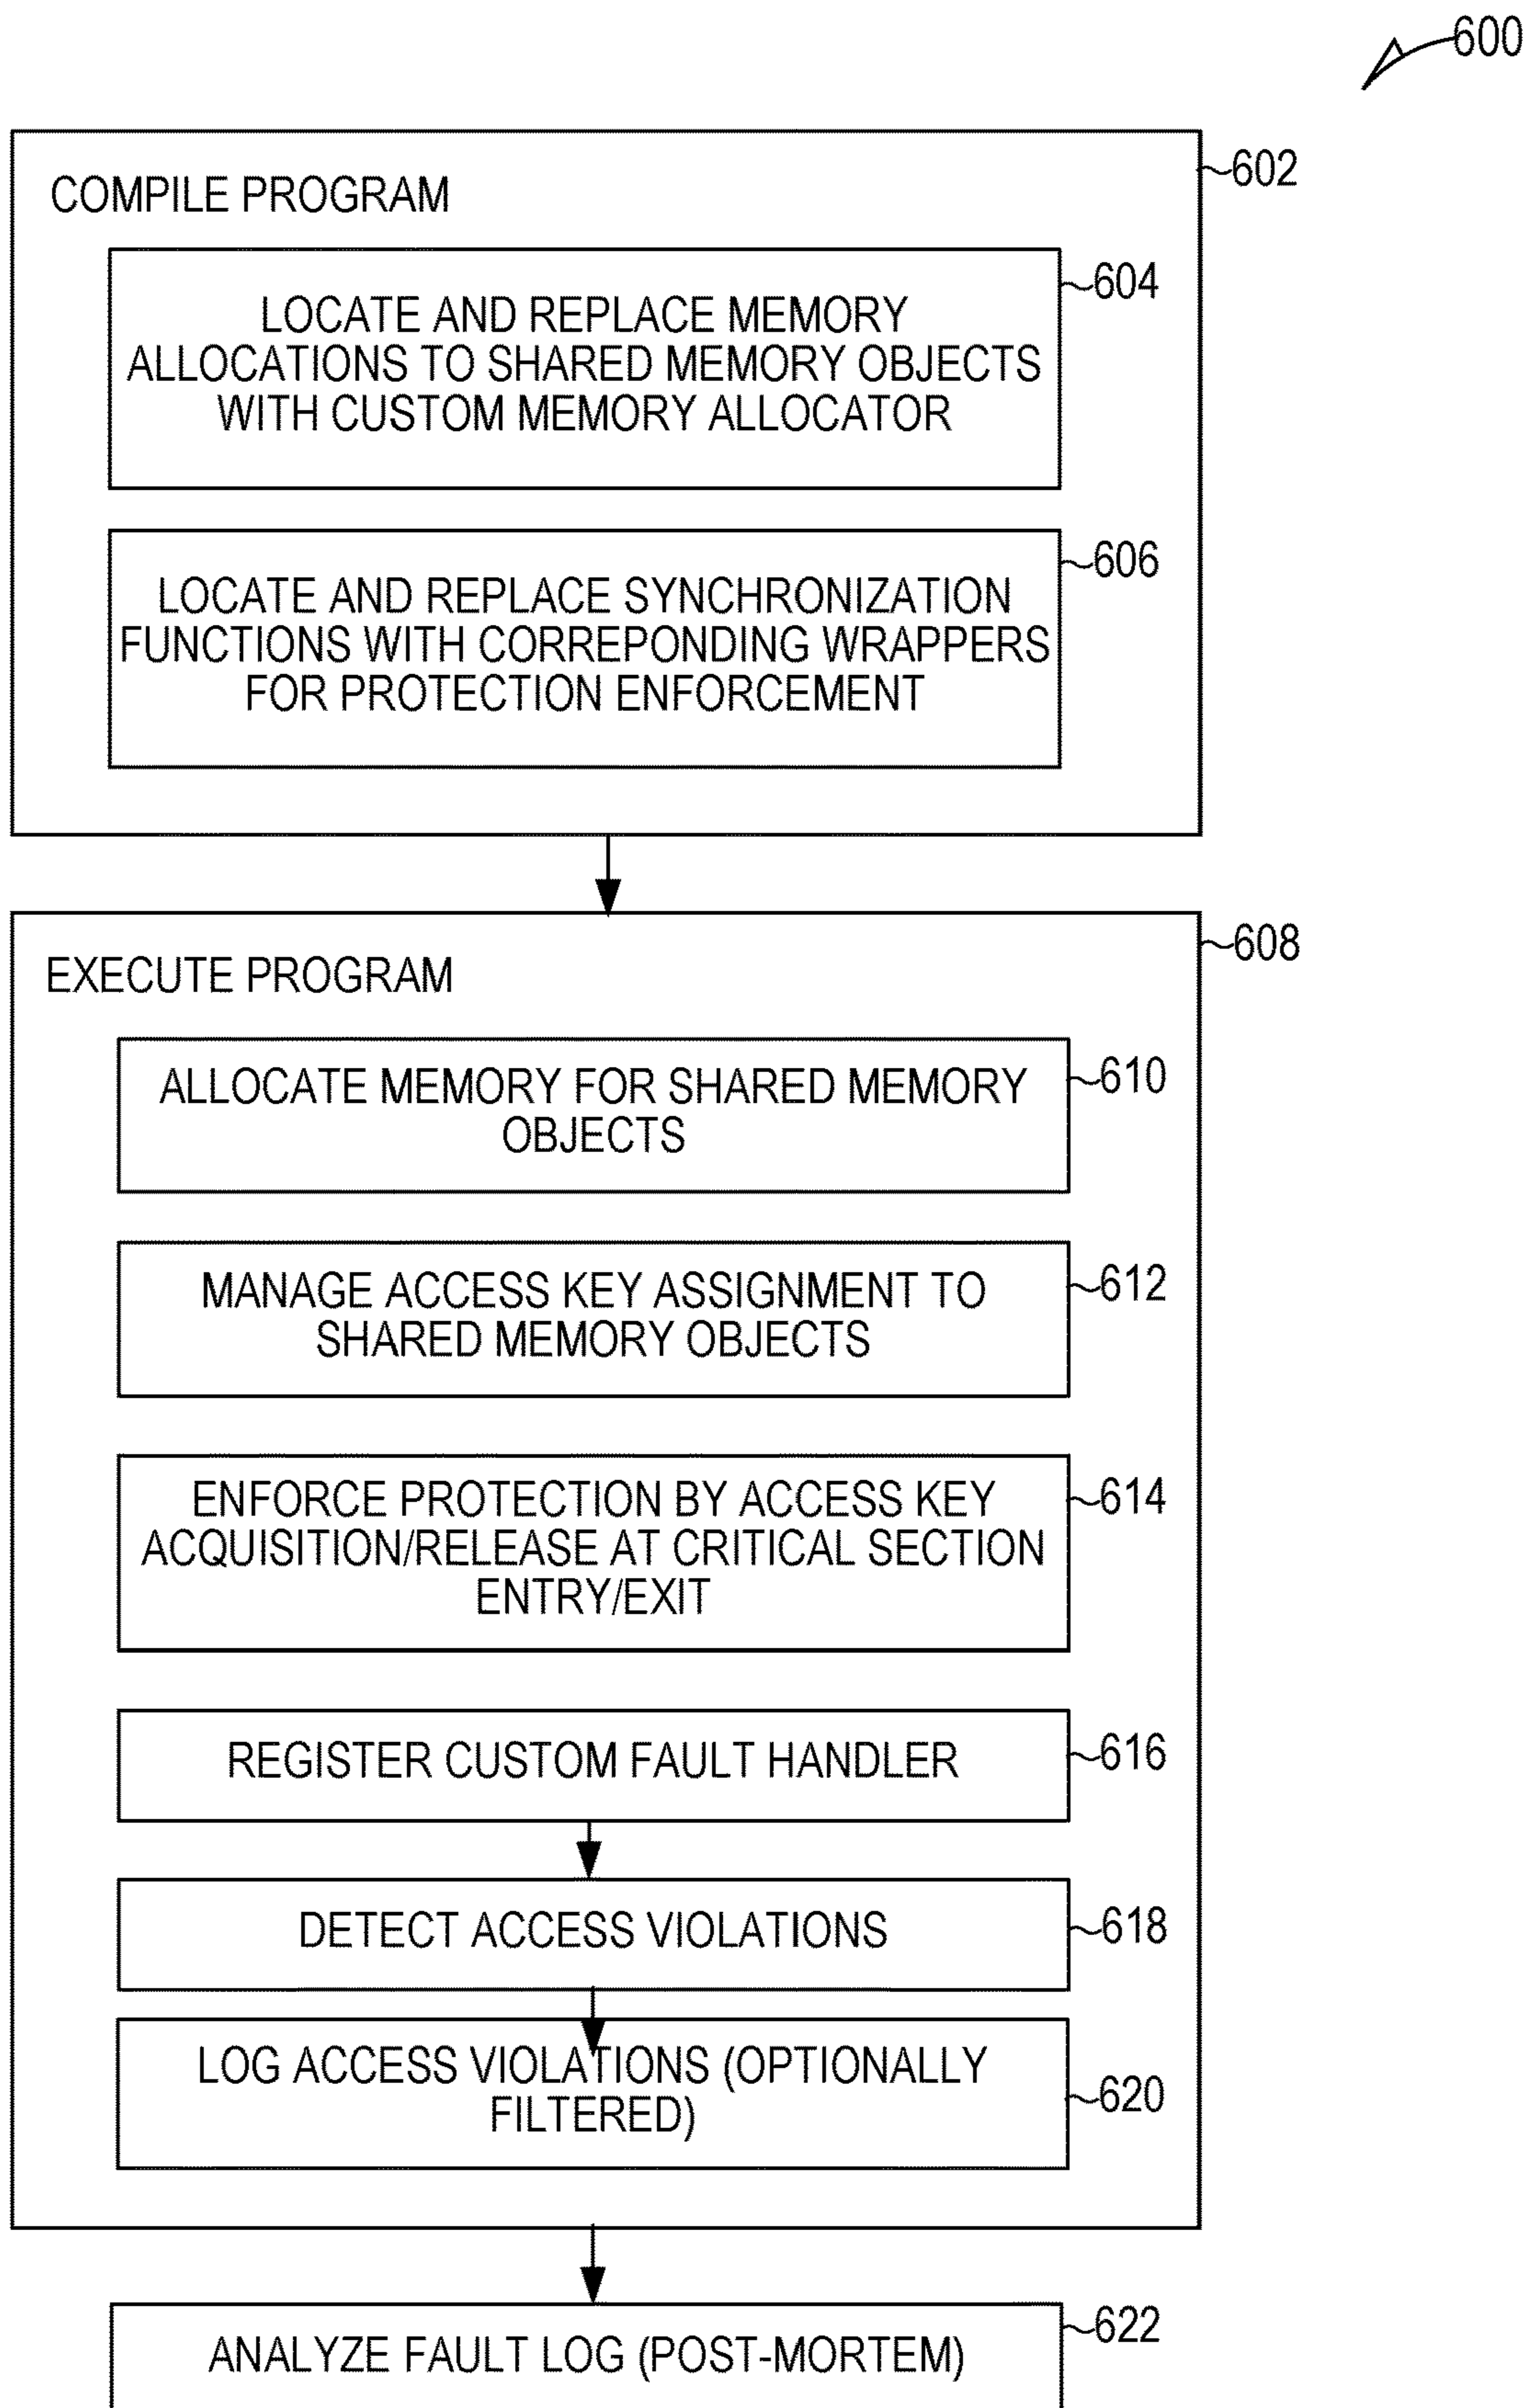 600
602
COMPILE PROGRAM
604
LOCATE AND REPLACE MEMORY
ALLOCATIONS TO SHARED MEMORY OBJECTS
WITH CUSTOM MEMORY ALLOCATOR
606
LOCATE AND REPLACE SYNCHRONIZATION
FUNCTIONS WITH CORREPONDING WRAPPERS
FOR PROTECTION ENFORCEMENT
608
EXECUTE PROGRAM
610
ALLOCATE MEMORY FOR SHARED MEMORY
OBJECTS
612
MANAGE ACCESS KEY ASSIGNMENT TO
SHARED MEMORY OBJECTS
614
ENFORCE PROTECTION BY ACCESS KEY
ACQUISITION/RELEASE AT CRITICAL SECTION
ENTRY/EXIT
616
REGISTER CUSTOM FAULT HANDLER
618
DETECT ACCESS VIOLATIONS
620
LOG ACCESS VIOLATIONS (OPTIONALLY
FILTERED)
622
ANALYZE FAULT LOG (POST-MORTEM)